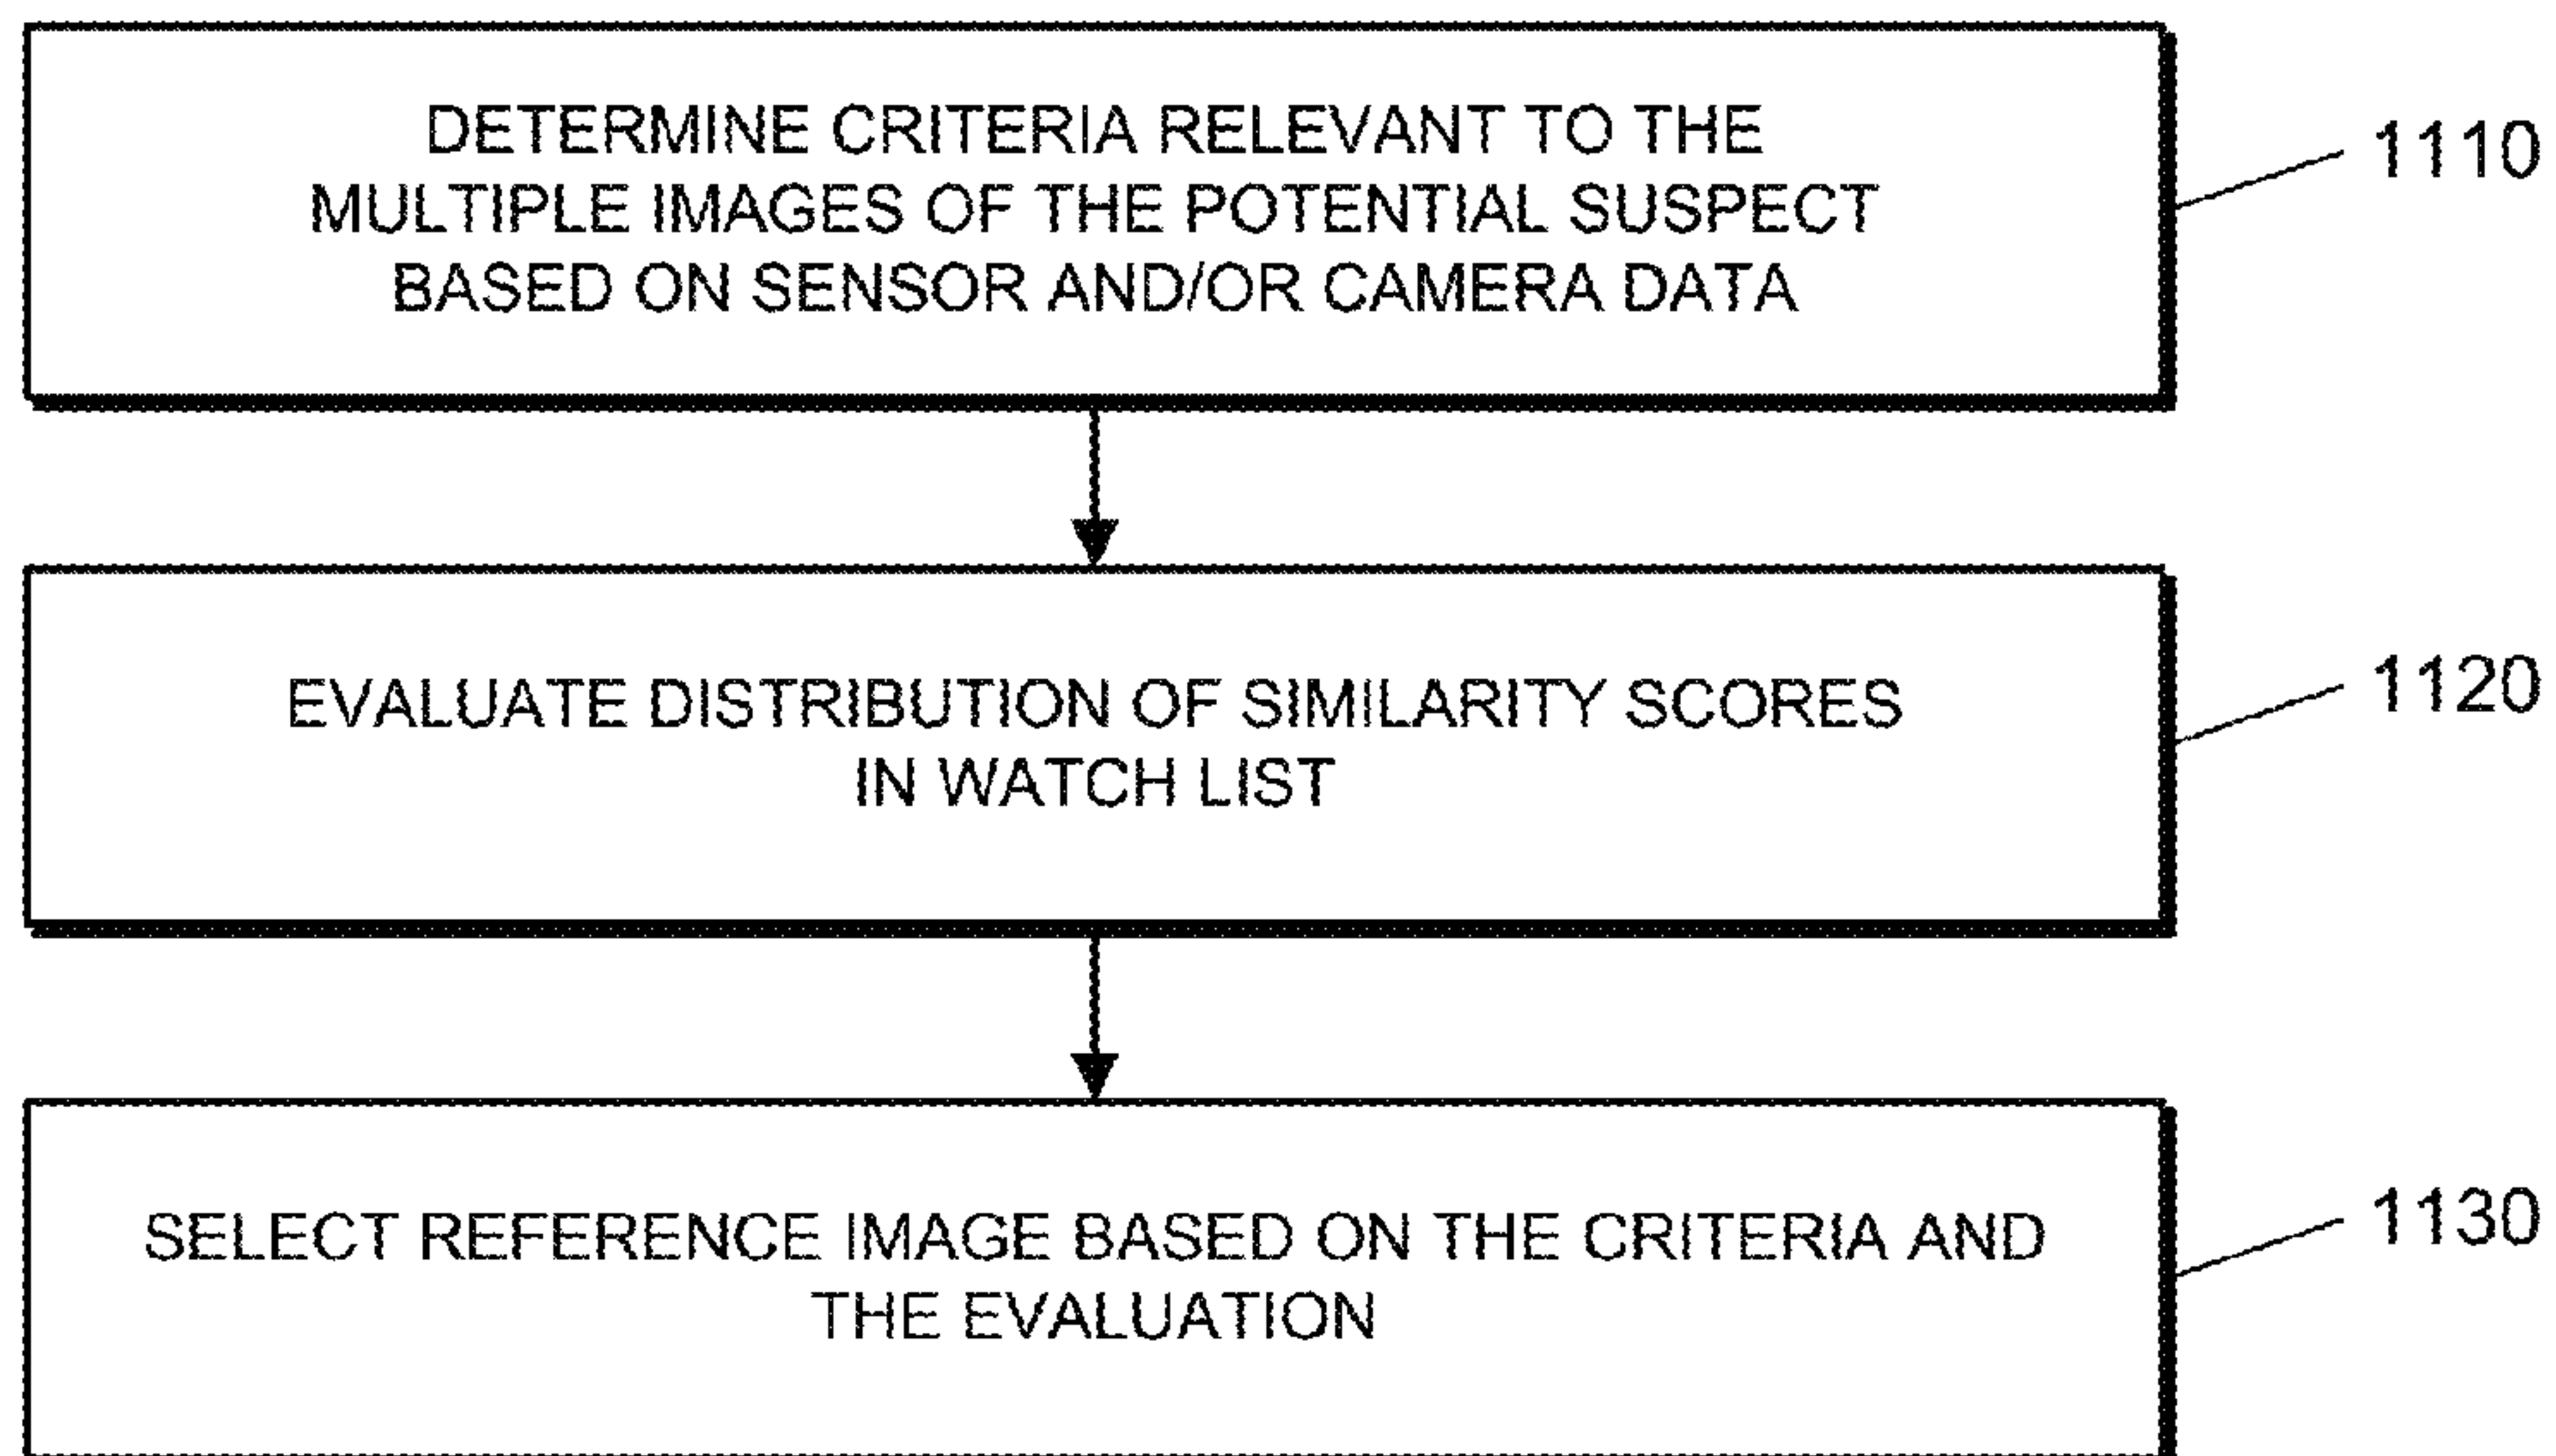 DETERMINE CRITERIA RELEVANT TO THE
MULTIPLE IMAGES OF THE POTENTIAL SUSPECT
BASED ON SENSOR AND/OR CAMERA DATA
1110
EVALUATE DISTRIBUTION OF SIMILARITY SCORES
IN WATCH LIST
1120
SELECT REFERENCE IMAGE BASED ON THE CRITERIA AND
THE EVALUATION
1130